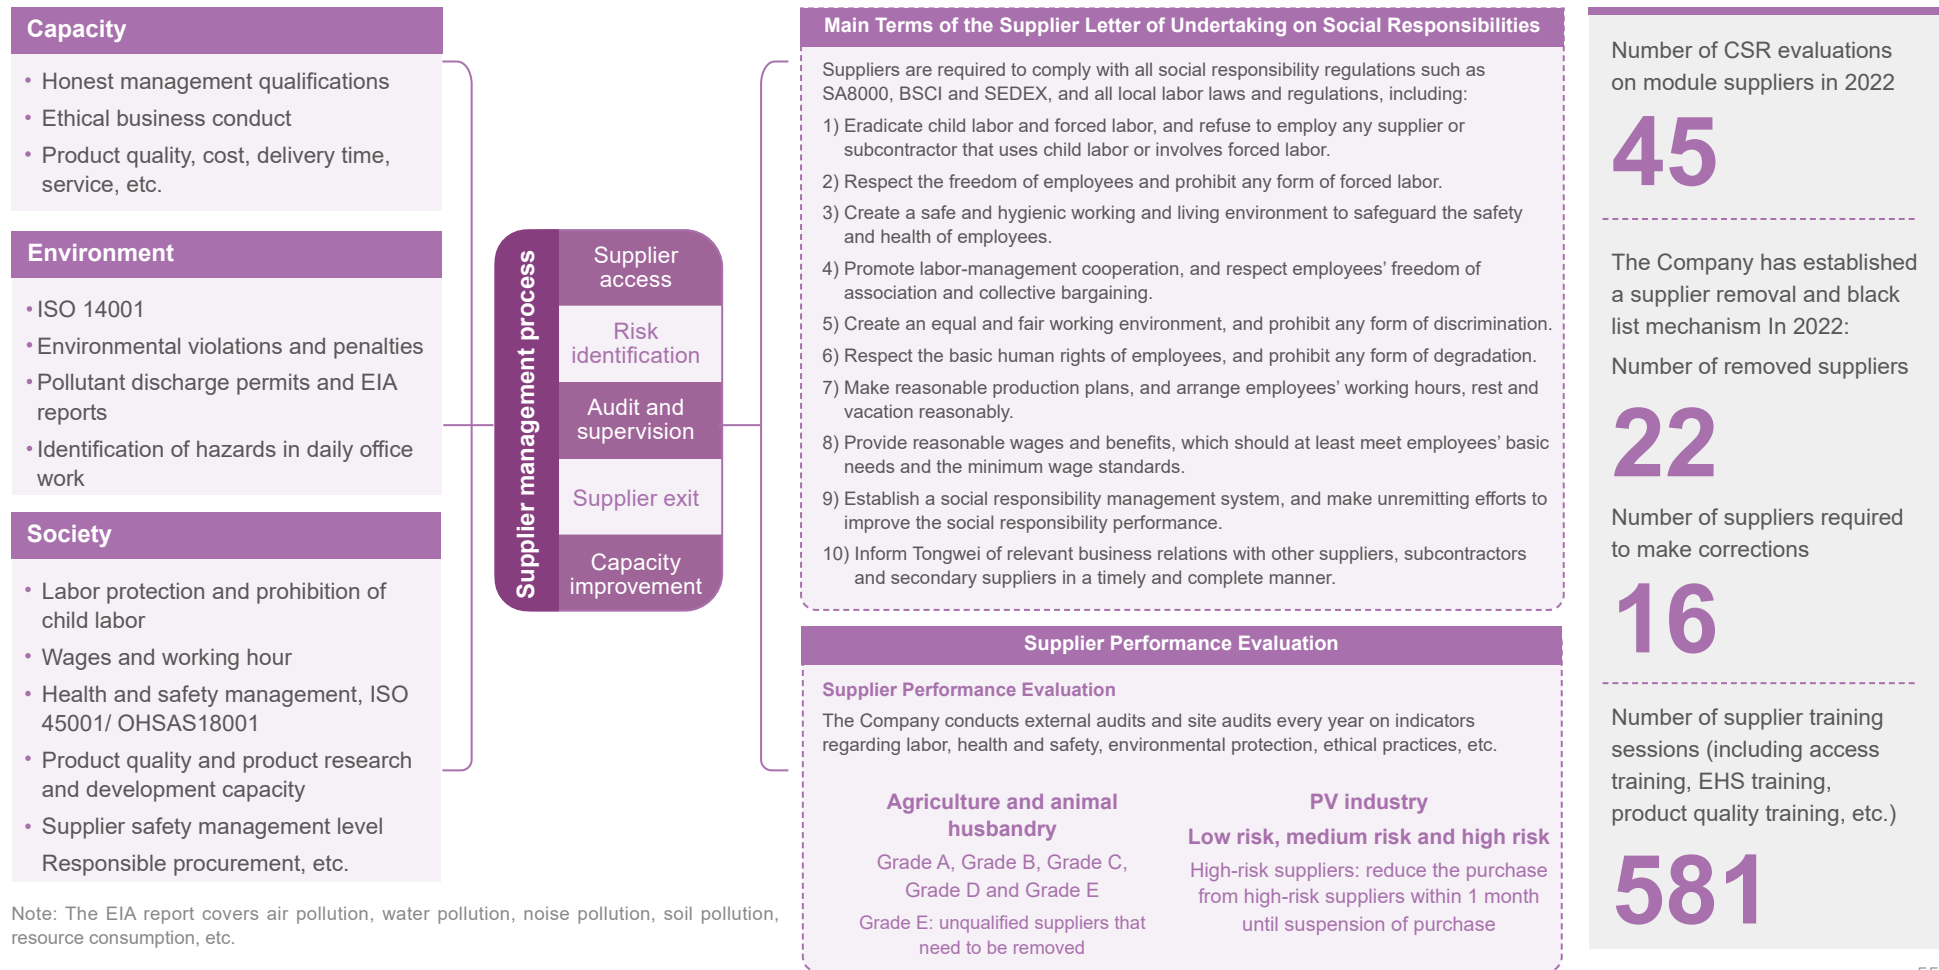 Capacity
• Honest management qualifications
• Ethical business conduct
• Product quality, cost, delivery time,
service, etc.
Environment
• ISO 14001
• Environmental violations and penalties
• Pollutant discharge permits and EIA
reports
• Identification of hazards in daily office
work
Society
• Labor protection and prohibition of
child labor
• Wages and working hour
• Health and safety management, ISO
45001/ OHSAS18001
• Product quality and product research
and development capacity
• Supplier safety management level
Responsible procurement, etc.
Note: The EIA report covers air pollution, water pollution, noise pollution, soil pollution,
resource consumption, etc.
Supplier management process
Supplier
access
Risk
identification
Audit and
supervision
Supplier exit
Capacity
improvement
Main Terms of the Supplier Letter of Undertaking on Social Responsibilities
Suppliers are required to comply with all social responsibility regulations such as
SA8000, BSCI and SEDEX, and all local labor laws and regulations, including:
1) Eradicate child labor and forced labor, and refuse to employ any supplier or
subcontractor that uses child labor or involves forced labor.
2) Respect the freedom of employees and prohibit any form of forced labor.
3) Create a safe and hygienic working and living environment to safeguard the safety
and health of employees.
4) Promote labor-management cooperation, and respect employees' freedom of
association and collective bargaining.
5) Create an equal and fair working environment, and prohibit any form of discrimination.
6) Respect the basic human rights of employees, and prohibit any form of degradation.
7) Make reasonable production plans, and arrange employees' working hours, rest and
vacation reasonably.
8) Provide reasonable wages and benefits, which should at least meet employees' basic
needs and the minimum wage standards.
9) Establish a social responsibility management system, and make unremitting efforts to
improve the social responsibility performance.
10) Inform Tongwei of relevant business relations with other suppliers, subcontractors
and secondary suppliers in a timely and complete manner.
Supplier Performance Evaluation
Supplier Performance Evaluation
The Company conducts external audits and site audits every year on indicators
regarding labor, health and safety, environmental protection, ethical practices, etc.
Agriculture and animal
husbandry
Grade A, Grade B, Grade C,
Grade D and Grade E
Grade E: unqualified suppliers that
need to be removed
PV industry
Low risk, medium risk and high risk
High-risk suppliers: reduce the purchase
from high-risk suppliers within 1 month
until suspension of purchase
Number of CSR evaluations
on module suppliers in 2022
45
The Company has established
a supplier removal and black
list mechanism In 2022:
Number of removed suppliers
22
Number of suppliers required
to make corrections
16
Number of supplier training
sessions (including access
training, EHS training,
product quality training, etc.)
581